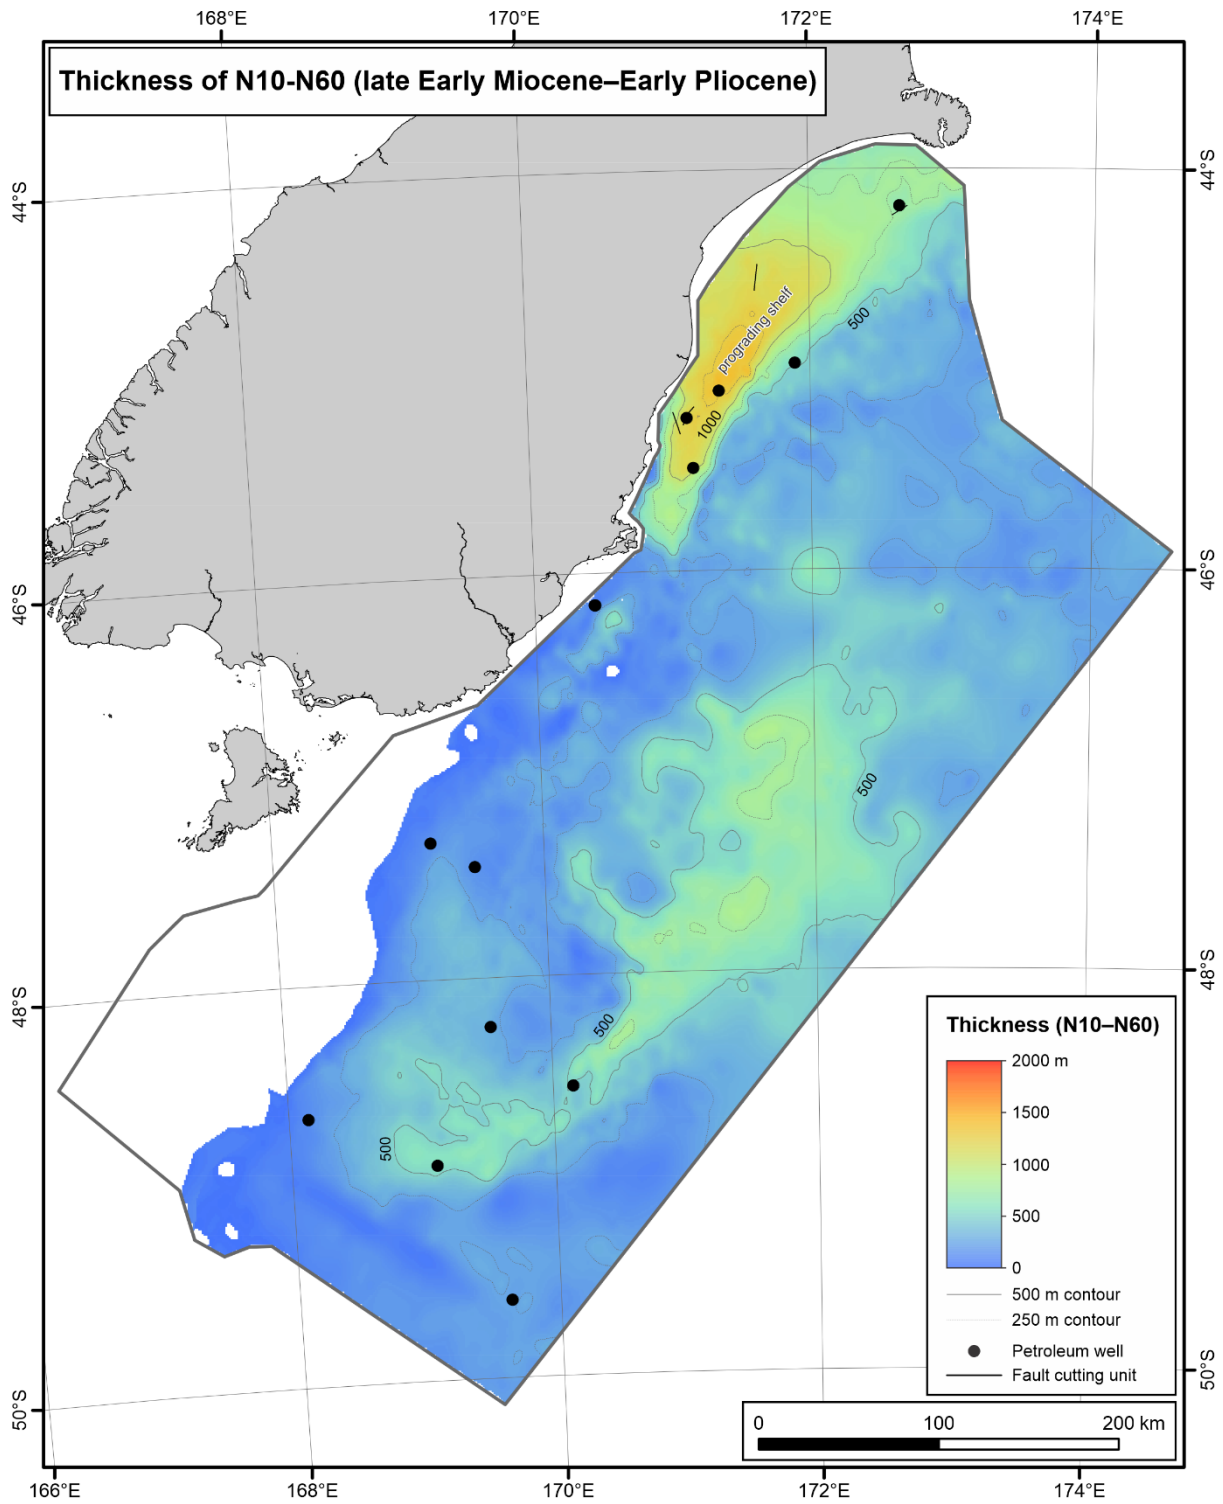 168°E 170°E 172°E 174°E
Thickness of N10-N60 (late Early Miocene–Early Pliocene)
44°S
44°S
prograding shelf
500
1000
46°S
46°S
500
48°S
48°S
500
500
Thickness (N10–N60)
2000 m
1500
1000
500
0
500 m contour
250 m contour
Petroleum well
Fault cutting unit
50°S
50°S
0 100 200 km
166°E 168°E 170°E 172°E 174°E